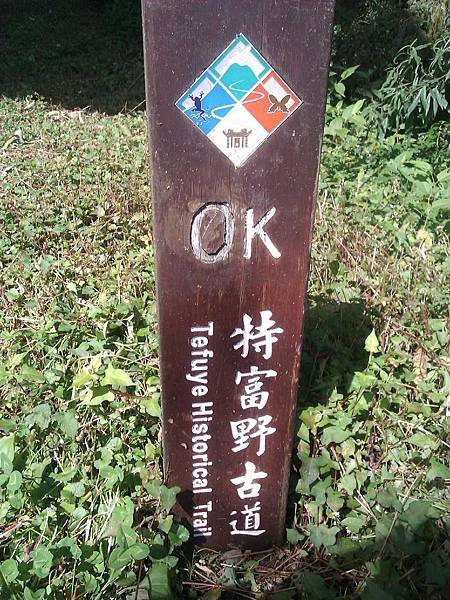 0K
特富野古道
Tefuye Historical Trail